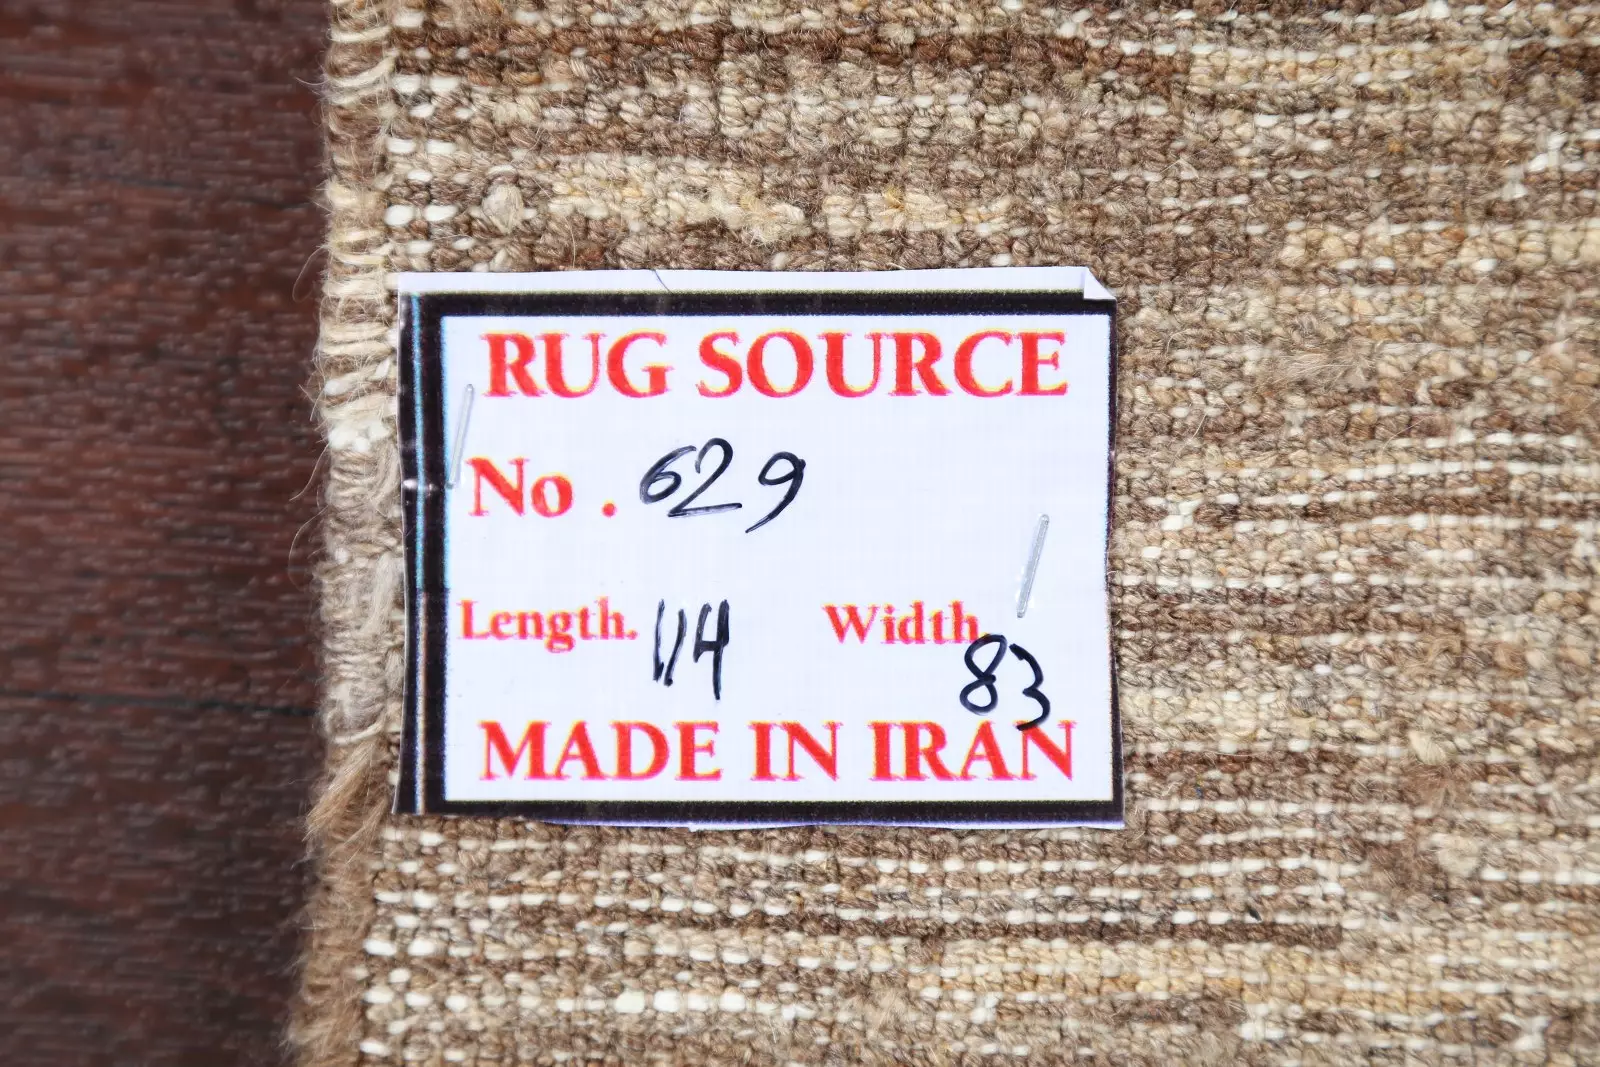 RUG SOURCE
No. 629
Length. 114 Width. 83
MADE IN IRAN